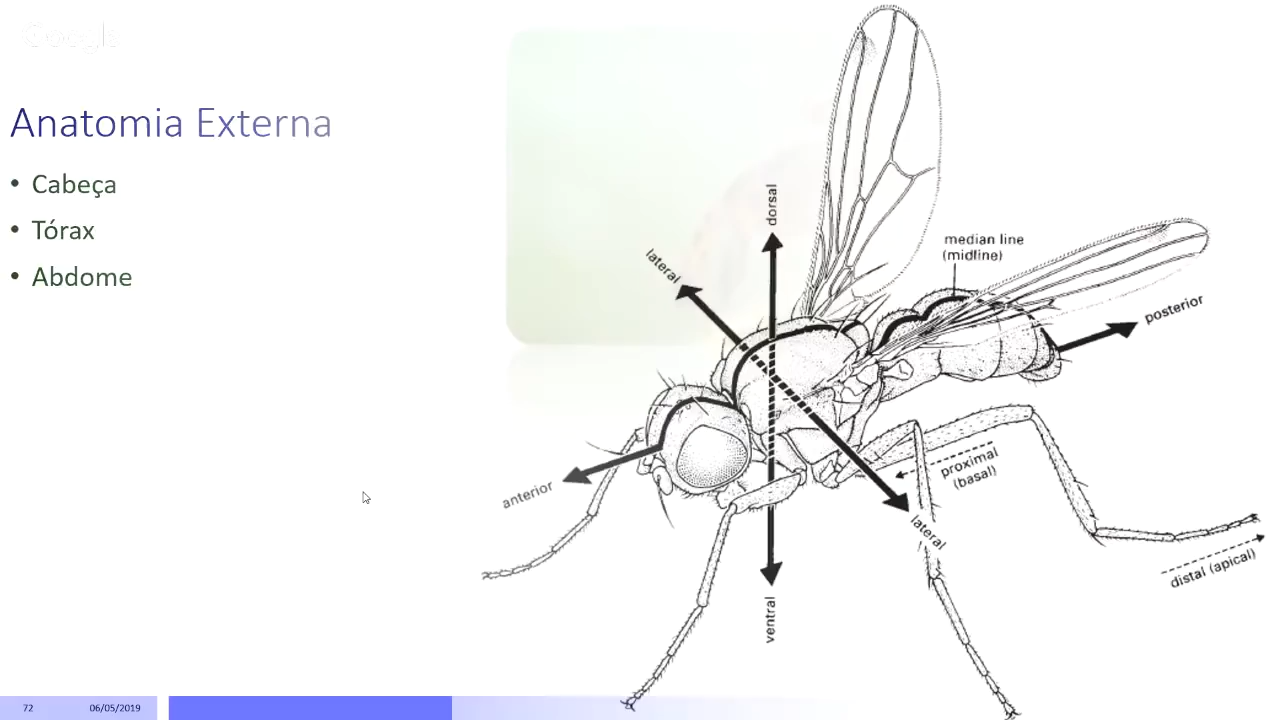 Anatomia Externa
• Cabeça
• Tórax
• Abdome
dorsal
lateral
median line
(midline)
posterior
anterior
proximal
(basal)
lateral
distal (apical)
ventral
72
06/05/2019